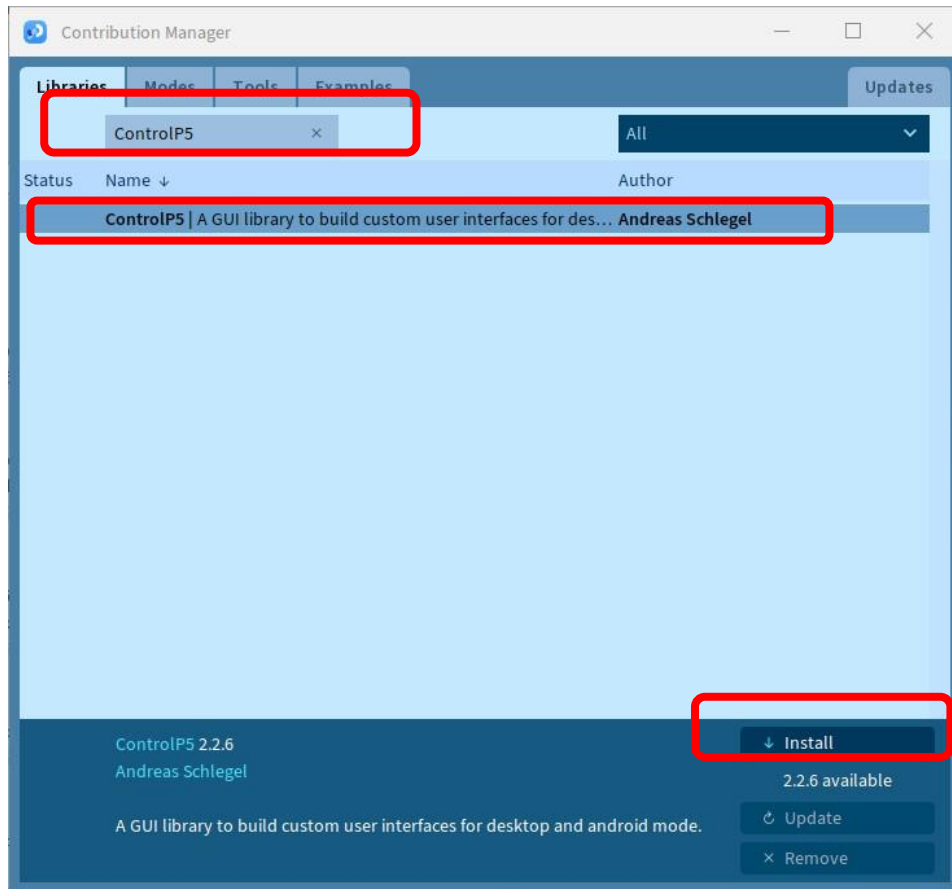 Contribution Manager
Libraries Modes Tools Examples Updates
ControlP5 × All
Status Name ↓ Author
ControlP5 | A GUI library to build custom user interfaces for des... Andreas Schlegel
ControlP5 2.2.6
Andreas Schlegel
A GUI library to build custom user interfaces for desktop and android mode.
↓ Install
2.2.6 available
Update
× Remove